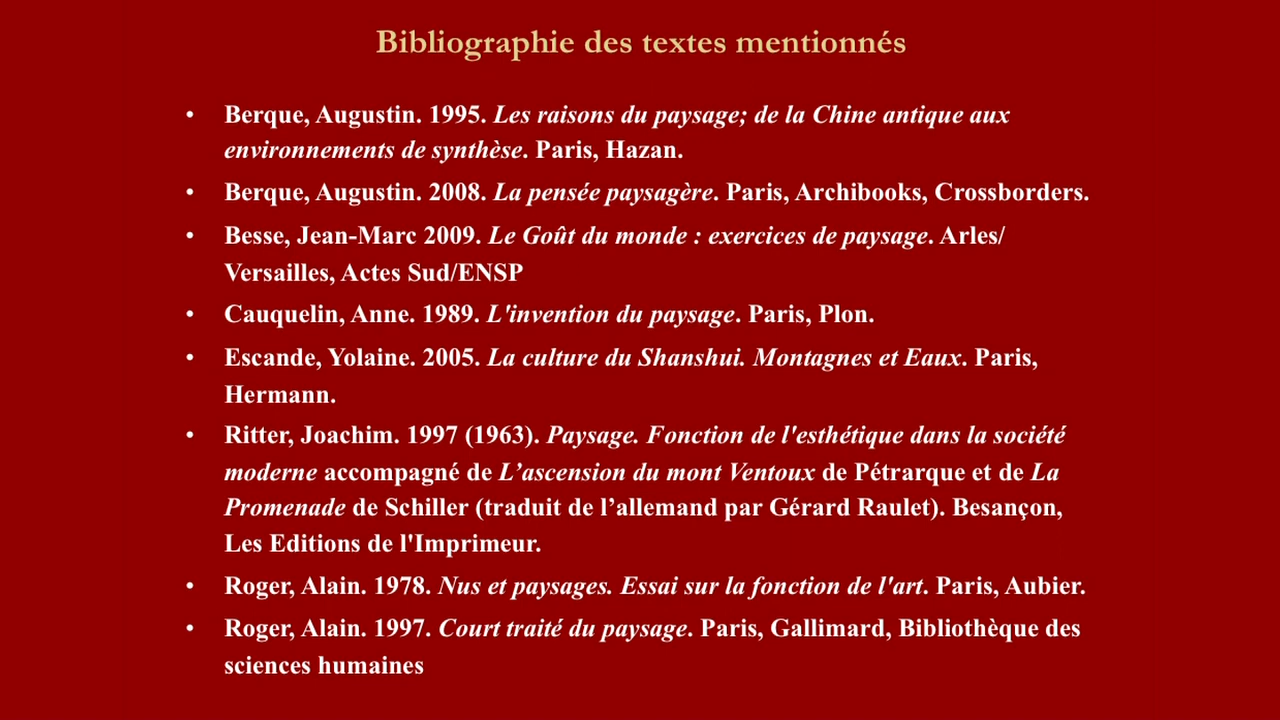 Bibliographie des textes mentionnés
• Berque, Augustin. 1995. Les raisons du paysage; de la Chine antique aux
environnements de synthèse. Paris, Hazan.
• Berque, Augustin. 2008. La pensée paysagère. Paris, Archibooks, Crossborders.
• Besse, Jean-Marc 2009. Le Goût du monde : exercices de paysage. Arles/
Versailles, Actes Sud/ENSP
• Cauquelin, Anne. 1989. L'invention du paysage. Paris, Plon.
• Escande, Yolaine. 2005. La culture du Shanshui. Montagnes et Eaux. Paris,
Hermann.
• Ritter, Joachim. 1997 (1963). Paysage. Fonction de l'esthétique dans la société
moderne accompagné de L’ascension du mont Ventoux de Pétrarque et de La
Promenade de Schiller (traduit de l’allemand par Gérard Raulet). Besançon,
Les Editions de l'Imprimeur.
• Roger, Alain. 1978. Nus et paysages. Essai sur la fonction de l'art. Paris, Aubier.
• Roger, Alain. 1997. Court traité du paysage. Paris, Gallimard, Bibliothèque des
sciences humaines